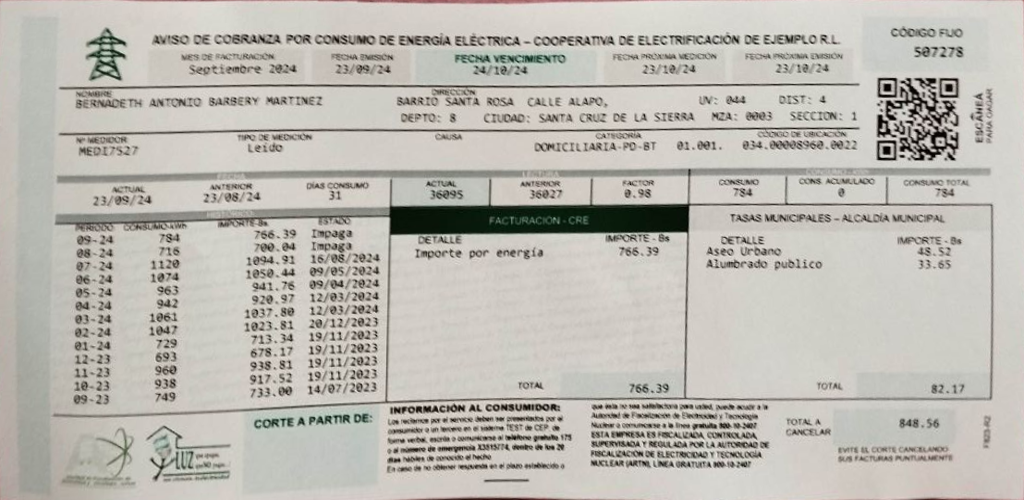 AVISO DE COBRANZA POR CONSUMO DE ENERGÍA ELÉCTRICA – COOPERATIVA DE ELECTRIFICACIÓN DE EJEMPLO R.L.
CÓDIGO FIJO
507278
MES DE FACTURACIÓN: FECHA EMISIÓN FECHA VENCIMIENTO FECHA PRÓXIMA MEDICIÓN FECHA PRÓXIMA EMISIÓN
Septiembre 2024 23/09/24 24/10/24 23/10/24 23/10/24
NOMBRE DIRECCIÓN
BERNADETH ANTONIO BARBERY MARTINEZ BARRIO SANTA ROSA CALLE ALAPO, UV: 044 DIST: 4
DEPTO: 8 CIUDAD: SANTA CRUZ DE LA SIERRA MZA: 0003 SECCION: 1
ESCANEÁ
PARA PAGAR
Nº MEDIDOR TIPO DE MEDICIÓN CAUSA CATEGORÍA CÓDIGO DE UBICACIÓN
MEDI7527 Leído DOMICILIARIA-PD-BT 01.001. 034.00008960.0022
FECHA LECTURA CONSUMO - KWH
ACTUAL ANTERIOR DÍAS CONSUMO ACTUAL ANTERIOR FACTOR CONSUMO CONS. ACUMULADO CONSUMO TOTAL
23/09/24 23/08/24 31 36095 36027 0.98 784 0 784
HISTÓRICO
PERIODO CONSUMO-kWh IMPORTE-Bs ESTADO
09-24 784 766.39 Impaga
08-24 716 700.04 Impaga
07-24 1120 1094.91 16/08/2024
06-24 1074 1050.44 09/05/2024
05-24 963 941.76 09/04/2024
04-24 942 920.97 12/03/2024
03-24 1061 1037.80 12/03/2024
02-24 1047 1023.81 20/12/2023
01-24 729 713.34 19/11/2023
12-23 693 678.17 19/11/2023
11-23 960 938.81 19/11/2023
10-23 938 917.52 19/11/2023
09-23 749 733.00 14/07/2023
FACTURACIÓN - CRE
DETALLE IMPORTE - Bs
Importe por energía 766.39
TOTAL 766.39
TASAS MUNICIPALES – ALCALDÍA MUNICIPAL
DETALLE IMPORTE - Bs
Aseo Urbano 48.52
Alumbrado publico 33.65
TOTAL 82.17
LUZ
CORTE A PARTIR DE:
INFORMACIÓN AL CONSUMIDOR:
Los reclamos por el servicio deben ser presentados por el
consumidor o un tercero en el sistema TEST de CEP, de
forma verbal, escrita o comunicarse al teléfono gratuito 175
o al número de emergencia X3815774, dentro de los 20
días hábiles de conocido el hecho
En caso de no obtener respuesta en el plazo establecido o
que ésta no sea satisfactoria para usted, puede acudir a la
Autoridad de Fiscalización de Electricidad y Tecnología
Nuclear o comunicarse a la línea gratuita 800-10-2407
ESTA EMPRESA ES FISCALIZADA, CONTROLADA,
SUPERVISADA Y REGULADA POR LA AUTORIDAD DE
FISCALIZACIÓN DE ELECTRICIDAD Y TECNOLOGÍA
NUCLEAR (ARTN), LÍNEA GRATUITA 800-10-2407
TOTAL A
CANCELAR 848.56
EVITE EL CORTE CANCELANDO
SUS FACTURAS PUNTUALMENTE
F623-R2